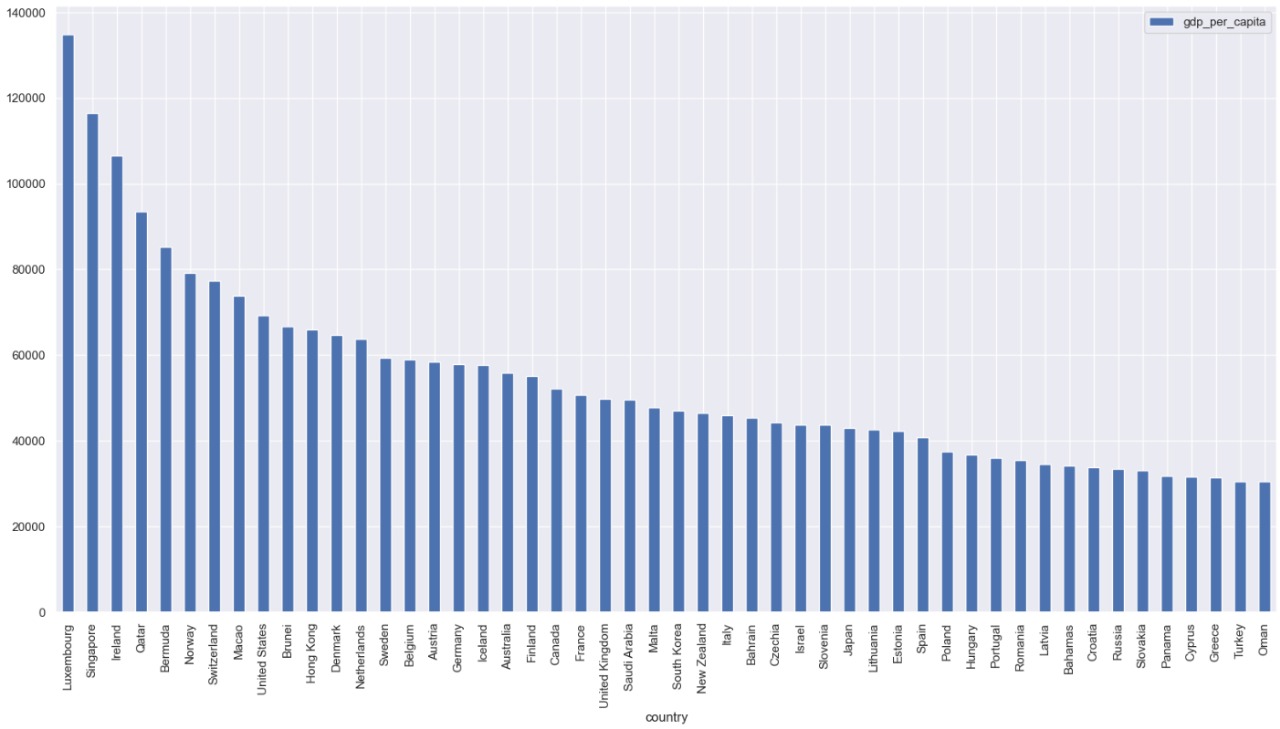 140000
120000
100000
80000
60000
40000
20000
0
gdp_per_capita
Luxembourg
Singapore
Ireland
Qatar
Bermuda
Norway
Switzerland
Macao
United States
Brunei
Hong Kong
Denmark
Netherlands
Sweden
Belgium
Austria
Germany
Iceland
Australia
Finland
Canada
France
United Kingdom
Saudi Arabia
Malta
South Korea
New Zealand
Italy
Bahrain
Czechia
Israel
Slovenia
Japan
Lithuania
Estonia
Spain
Poland
Hungary
Portugal
Romania
Latvia
Bahamas
Croatia
Russia
Slovakia
Panama
Cyprus
Greece
Turkey
Oman
country